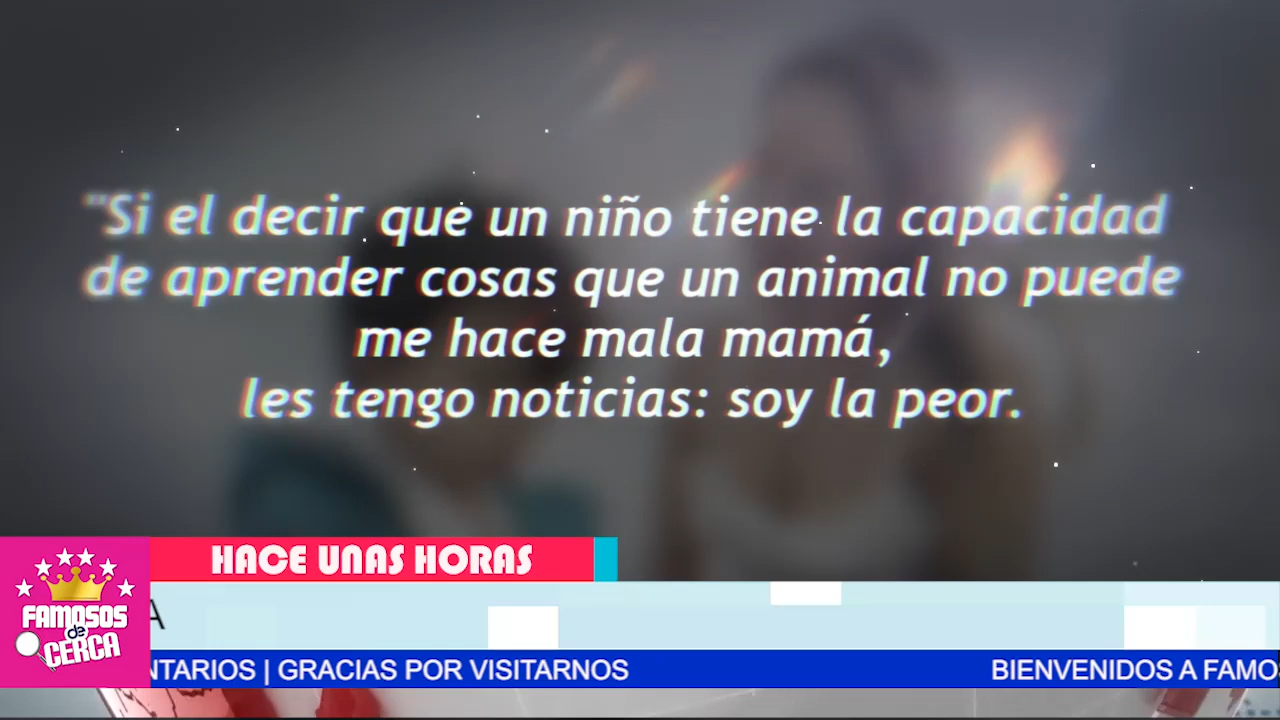 "Si el decir que un niño tiene la capacidad
de aprender cosas que un animal no puede
me hace mala mamá,
les tengo noticias: soy la peor.
HACE UNAS HORAS
FAMOSOS
de
CERCA
A
NTARIOS | GRACIAS POR VISITARNOS
BIENVENIDOS A FAMO